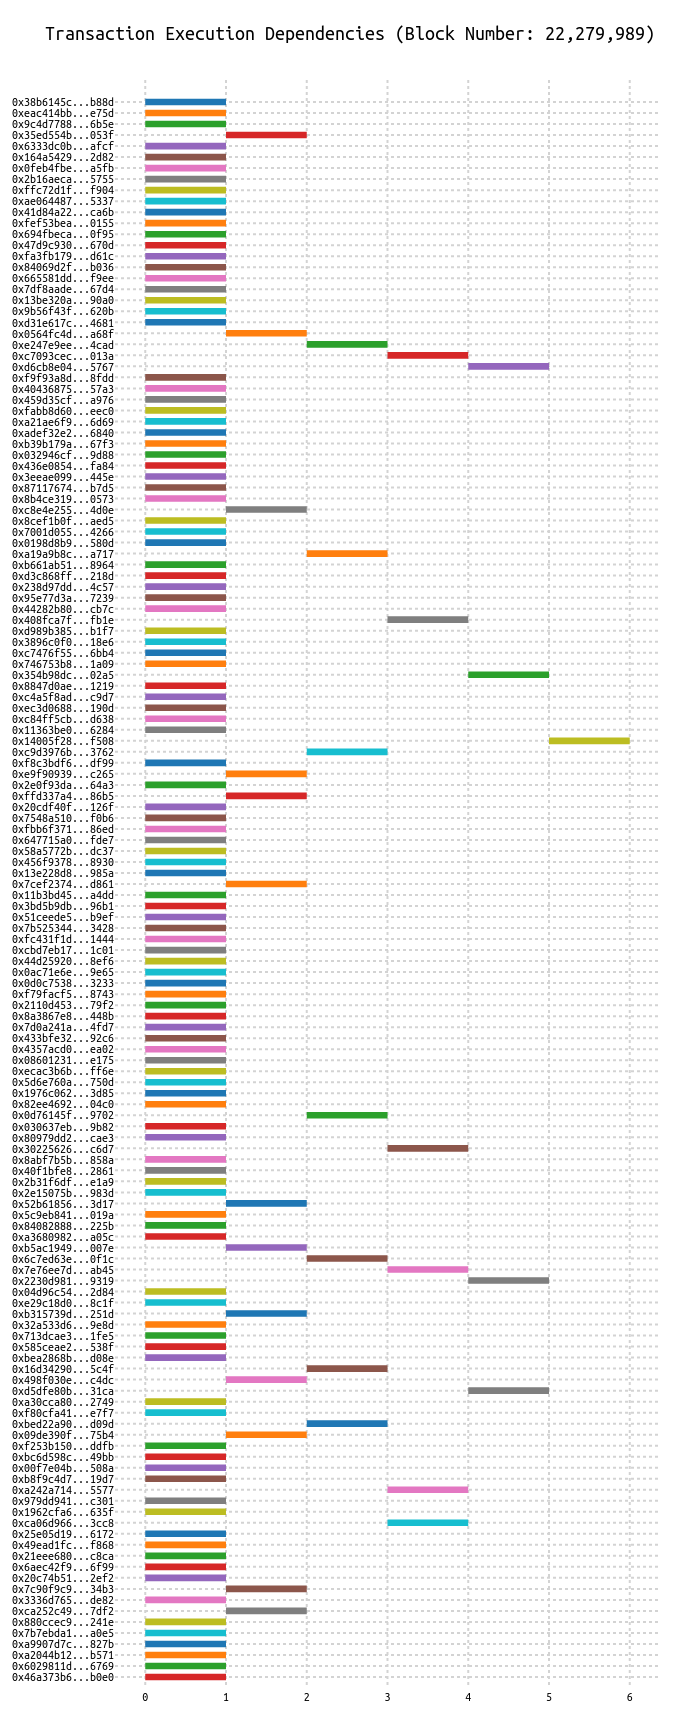 Transaction Execution Dependencies (Block Number: 22,279,989)
0x38b6145c...b88d
0xeac414bb...e75d
0x9c4d7788...6b5e
0x35ed554b...053f
0x6333dc0b...afcf
0x164a5429...2d82
0x0feb4fbe...a5fb
0x2b16aeca...5755
0xffc72d1f...f904
0xae064487...5337
0x41d84a22...ca6b
0xfef53bea...0155
0x694fbeca...0f95
0x47d9c930...670d
0xfa3fb179...d61c
0x84069d2f...b036
0x665581dd...f9ee
0x7df8aade...67d4
0x13be320a...90a0
0x9b56f43f...620b
0xd31e617c...4681
0x0564fc4d...a68f
0xe247e9ee...4cad
0xc7093cec...013a
0xd6cb8e04...5767
0xf9f93a8d...8fdd
0x40436875...57a3
0x459d35cf...a976
0xfabb8d60...eec0
0xa21ae6f9...6d69
0xadef32e2...6840
0xb39b179a...67f3
0x032946cf...9d88
0x436e0854...fa84
0x3eeae099...445e
0x87117674...b7d5
0x8b4ce319...0573
0xc8e4e255...4d0e
0x8cef1b0f...aed5
0x7001d055...4266
0x0198d8b9...580d
0xa19a9b8c...a717
0xb661ab51...8964
0xd3c868ff...218d
0x238d97dd...4c57
0x95e77d3a...7239
0x44282b80...cb7c
0x408fca7f...fb1e
0xd989b385...b1f7
0x3896c0f0...18e6
0xc7476f55...6bb4
0x746753b8...1a09
0x354b98dc...02a5
0x8847d0ae...1219
0xc4a5f8ad...c9d7
0xec3d0688...190d
0xc84ff5cb...d638
0x11363be0...6284
0x14005f28...f508
0xc9d3976b...3762
0xf8c3bdf6...df99
0xe9f90939...c265
0x2e0f93da...64a3
0xffd337a4...86b5
0x20cdf40f...126f
0x7548a510...f0b6
0xfbb6f371...86ed
0x647715a0...fde7
0x58a5772b...dc37
0x456f9378...8930
0x13e228d8...985a
0x7cef2374...d861
0x11b3bd45...a4dd
0x3bd5b9db...96b1
0x51ceede5...b9ef
0x7b525344...3428
0xfc431f1d...1444
0xcbd7eb17...1c01
0x44d25920...8ef6
0x0ac71e6e...9e65
0x0d0c7538...3233
0xf79facf5...8743
0x2110d453...79f2
0x8a3867e8...448b
0x7d0a241a...4fd7
0x433bfe32...92c6
0x4357acd0...ea02
0x08601231...e175
0xecac3b6b...ff6e
0x5d6e760a...750d
0x1976c062...3d85
0x82ee4692...04c0
0x0d76145f...9702
0x030637eb...9b82
0x80979dd2...cae3
0x30225626...c6d7
0x8abf7b5b...858a
0x40f1bfe8...2861
0x2b31f6df...e1a9
0x2e15075b...983d
0x52b61856...3d17
0x5c9eb841...019a
0x84082888...225b
0xa3680982...a05c
0xb5ac1949...007e
0x6c7ed63e...0f1c
0x7e76ee7d...ab45
0x2230d981...9319
0x04d96c54...2d84
0xe29c18d0...8c1f
0xb315739d...251d
0x32a533d6...9e8d
0x713dcae3...1fe5
0x585ceae2...538f
0xbea2868b...d08e
0x16d34290...5c4f
0x498f030e...c4dc
0xd5dfe80b...31ca
0xa30cca80...2749
0xf80cfa41...e7f7
0xbed22a90...d09d
0x09de390f...75b4
0xf253b150...ddfb
0xbc6d598c...49bb
0x00f7e04b...508a
0xb8f9c4d7...19d7
0xa242a714...5577
0x979dd941...c301
0x1962cfa6...635f
0xca06d966...3cc8
0x25e05d19...6172
0x49ead1fc...f868
0x21eee680...c8ca
0x6aec42f9...6f99
0x20c74b51...2ef2
0x7c90f9c9...34b3
0x3336d765...de82
0xca252c49...7df2
0x880ccec9...241e
0x7b7ebda1...a0e5
0xa9907d7c...827b
0xa2044b12...b571
0x6029811d...6769
0x46a373b6...b0e0
0 1 2 3 4 5 6